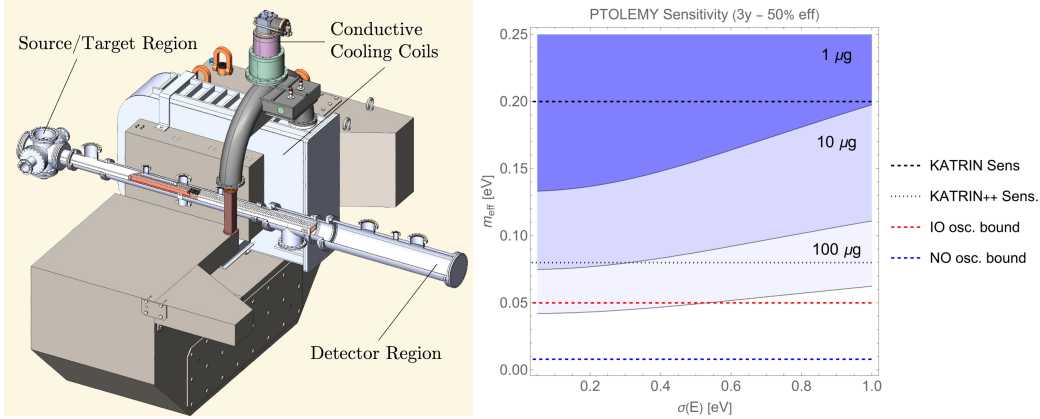 Source/Target Region
Conductive
Cooling Coils
Detector Region
PTOLEMY Sensitivity (3y – 50% eff)
0.25
0.20
0.15
0.10
0.05
0.00
m_eff [eV]
1 μg
10 μg
100 μg
0.2
0.4
0.6
0.8
1.0
σ(E) [eV]
KATRIN Sens
KATRIN++ Sens.
IO osc. bound
NO osc. bound